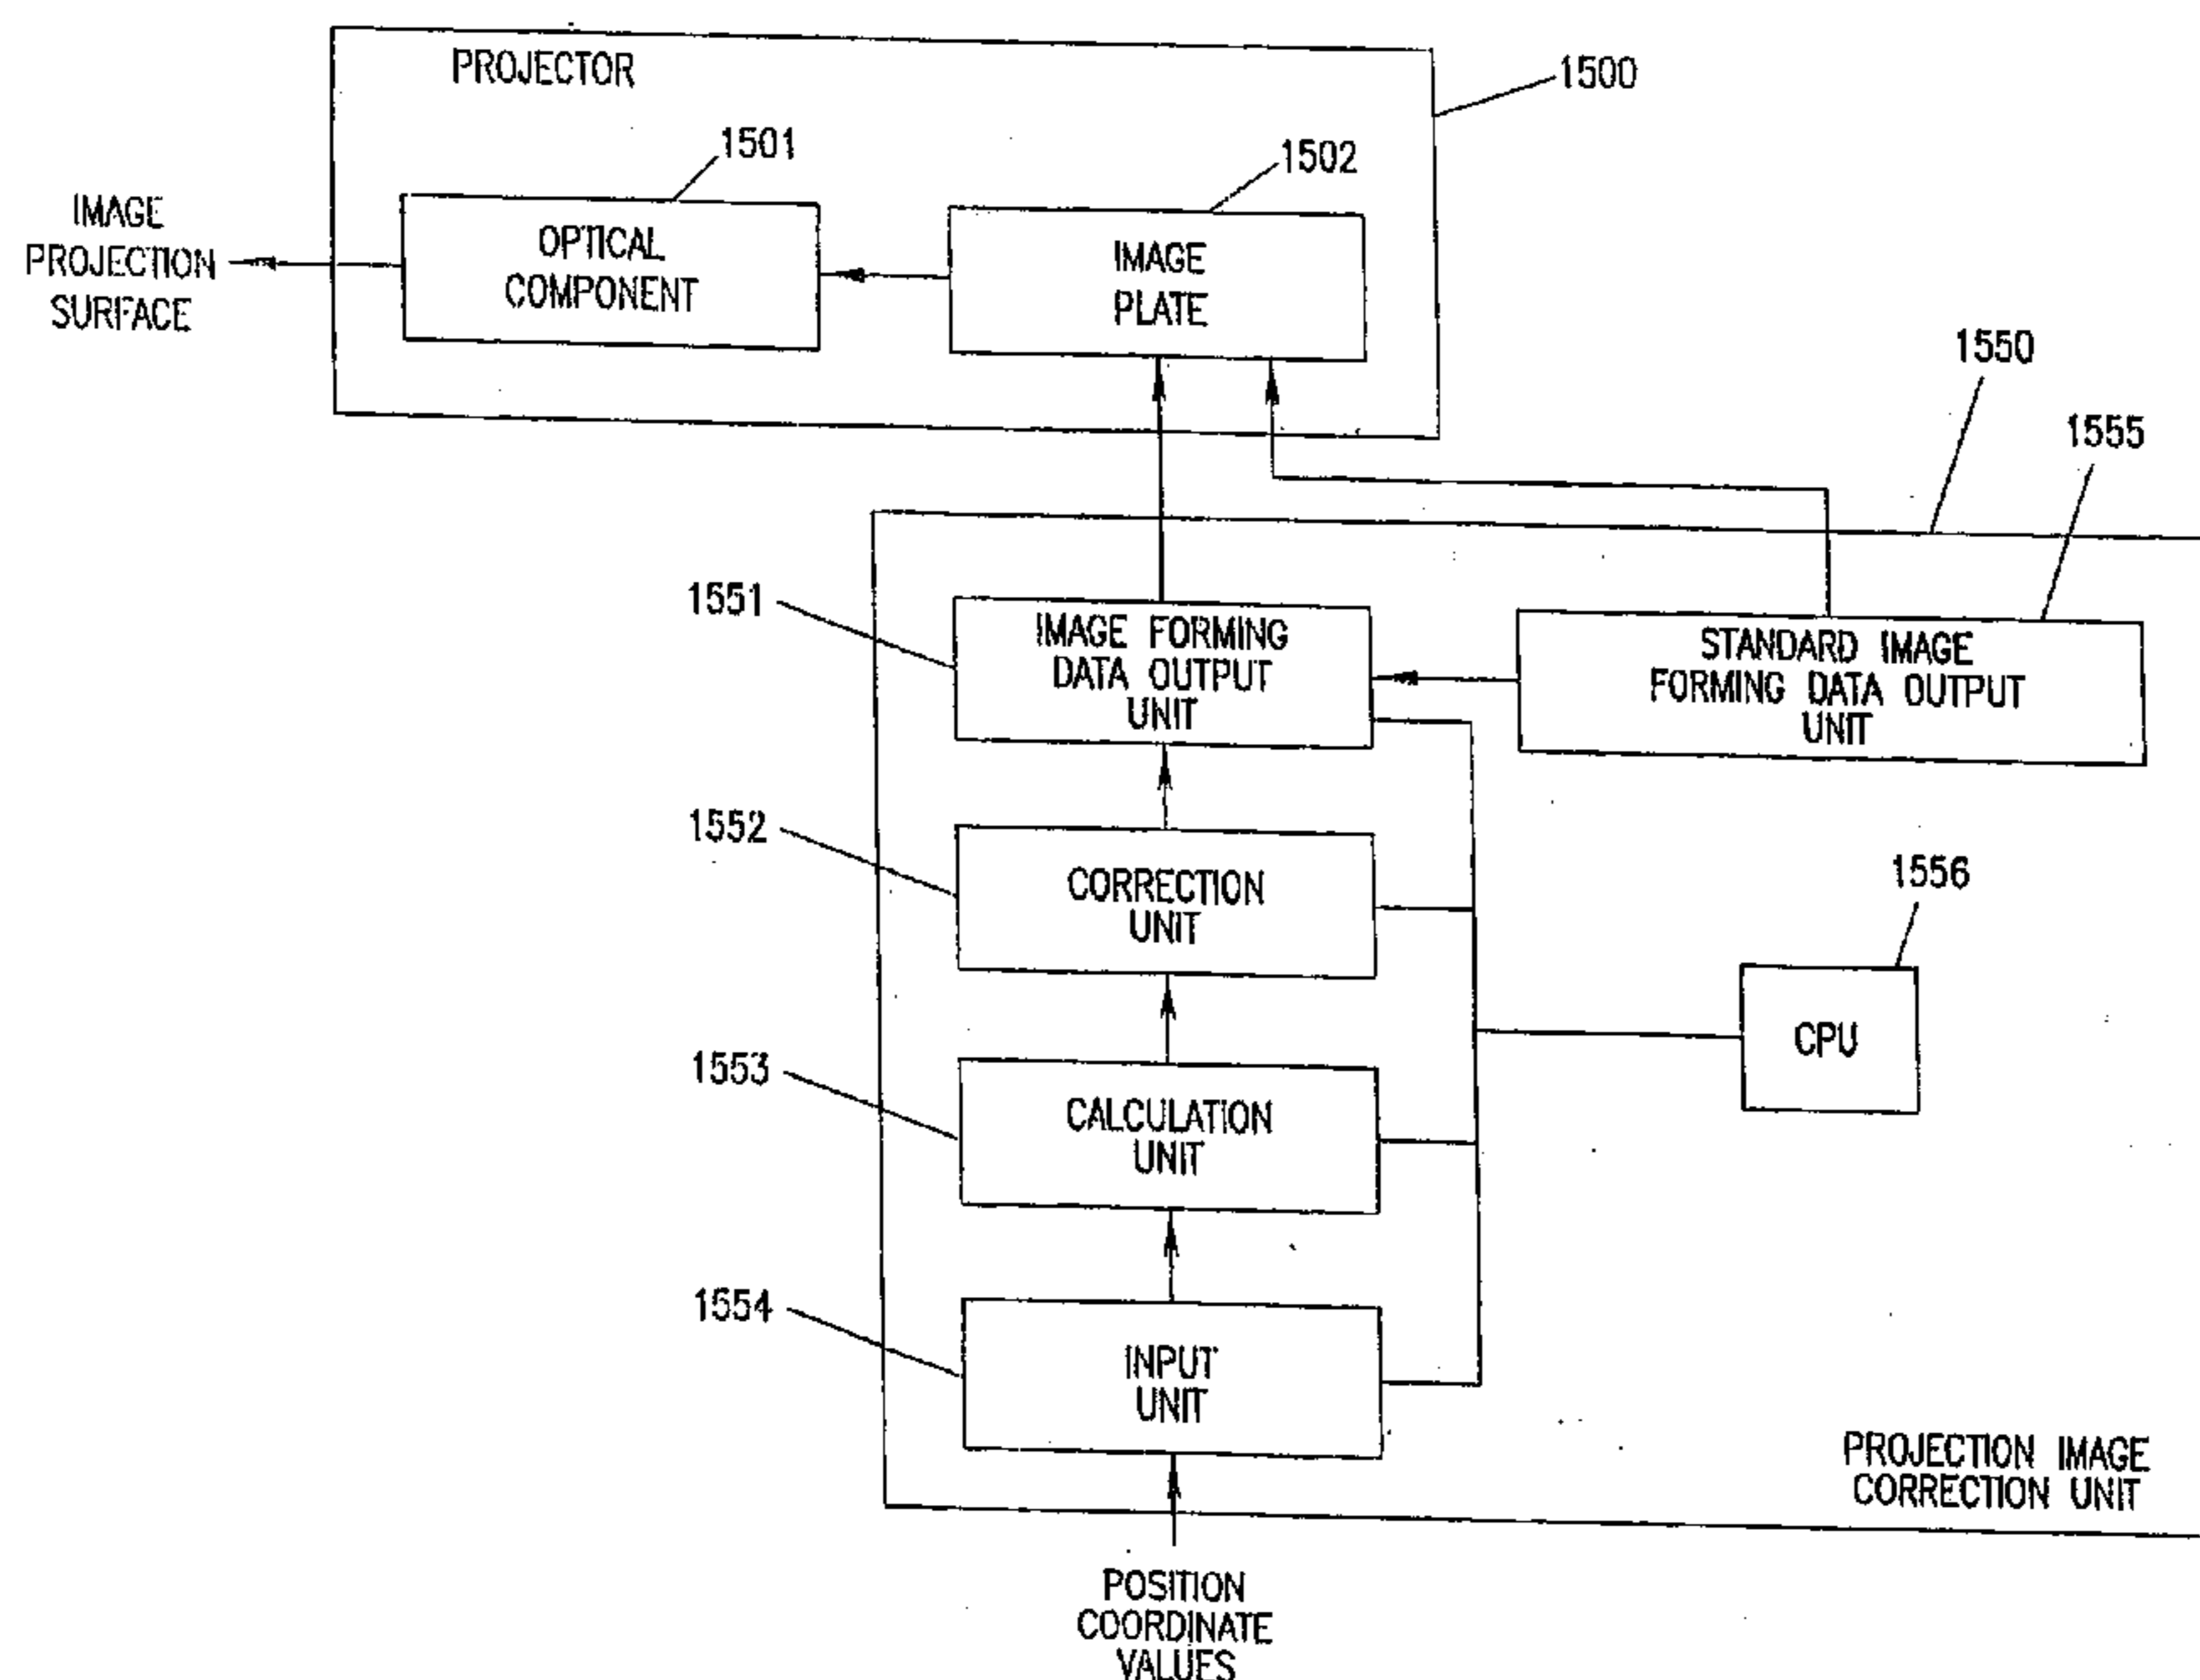 PROJECTOR
1500
1501
1502
IMAGE
PROJECTION
SURFACE
OPTICAL
COMPONENT
IMAGE
PLATE
1550
1555
1551
IMAGE FORMING
DATA OUTPUT
UNIT
STANDARD IMAGE
FORMING DATA OUTPUT
UNIT
1552
CORRECTION
UNIT
1556
CPU
1553
CALCULATION
UNIT
1554
INPUT
UNIT
PROJECTION IMAGE
CORRECTION UNIT
POSITION
COORDINATE
VALUES